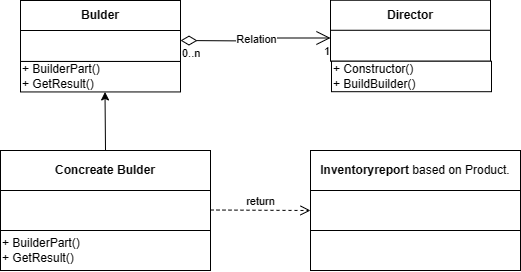 Bulder
Director
Relation
0..n
1
+ BuilderPart()
+ GetResult()
+ Constructor()
+ BuildBuilder()
Concreate Bulder
Inventoryreport based on Product.
return
+ BuilderPart()
+ GetResult()